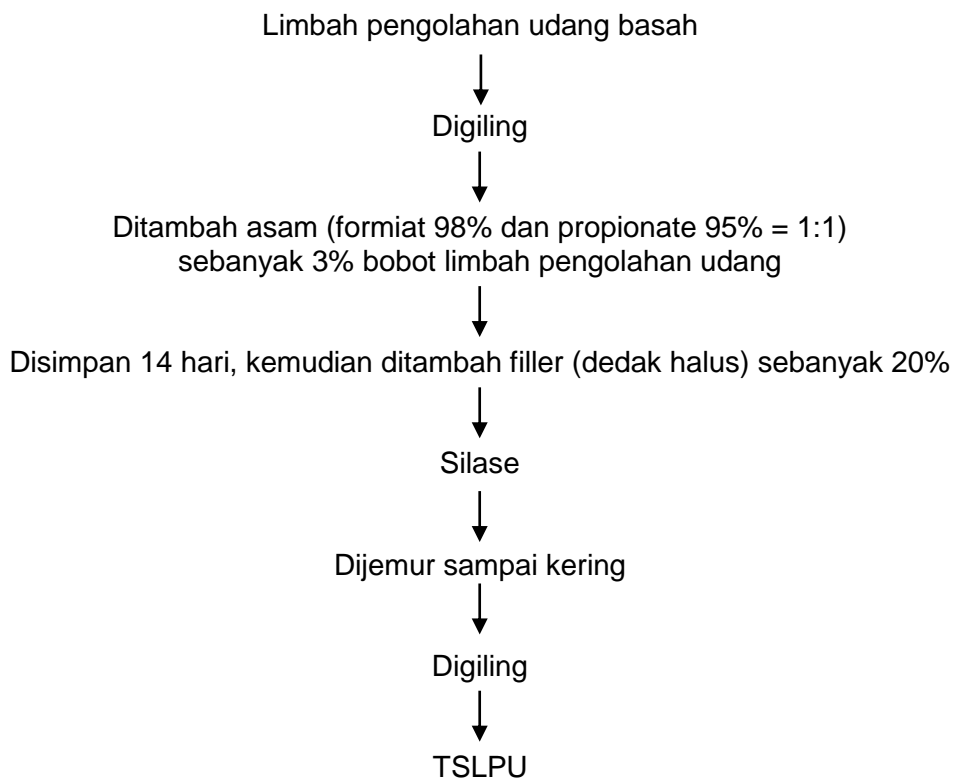 Limbah pengolahan udang basah
Digiling
Ditambah asam (formiat 98% dan propionate 95% = 1:1)
sebanyak 3% bobot limbah pengolahan udang
Disimpan 14 hari, kemudian ditambah filler (dedak halus) sebanyak 20%
Silase
Dijemur sampai kering
Digiling
TSLPU